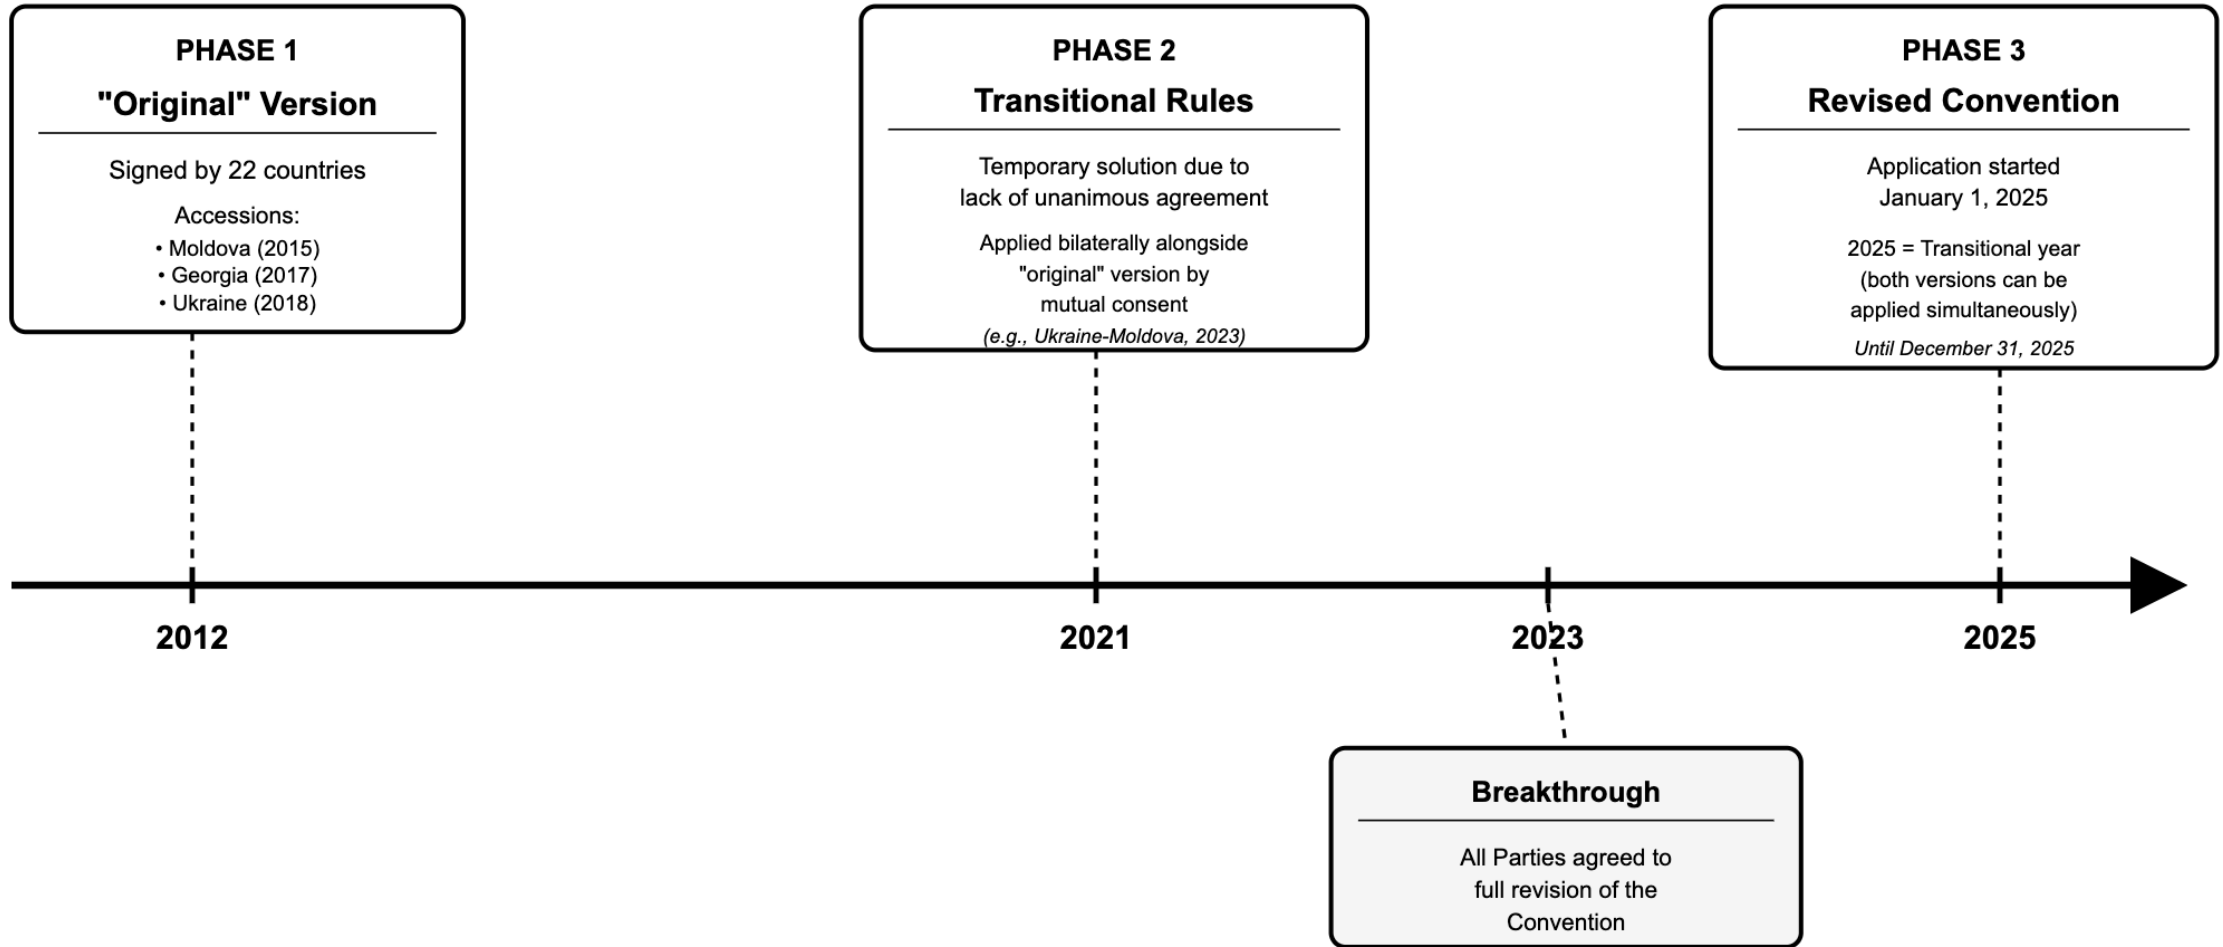 PHASE 1
"Original" Version
Signed by 22 countries
Accessions:
• Moldova (2015)
• Georgia (2017)
• Ukraine (2018)
PHASE 2
Transitional Rules
Temporary solution due to
lack of unanimous agreement
Applied bilaterally alongside
"original" version by
mutual consent
(e.g., Ukraine-Moldova, 2023)
PHASE 3
Revised Convention
Application started
January 1, 2025
2025 = Transitional year
(both versions can be
applied simultaneously)
Until December 31, 2025
2012
2021
2023
2025
Breakthrough
All Parties agreed to
full revision of the
Convention